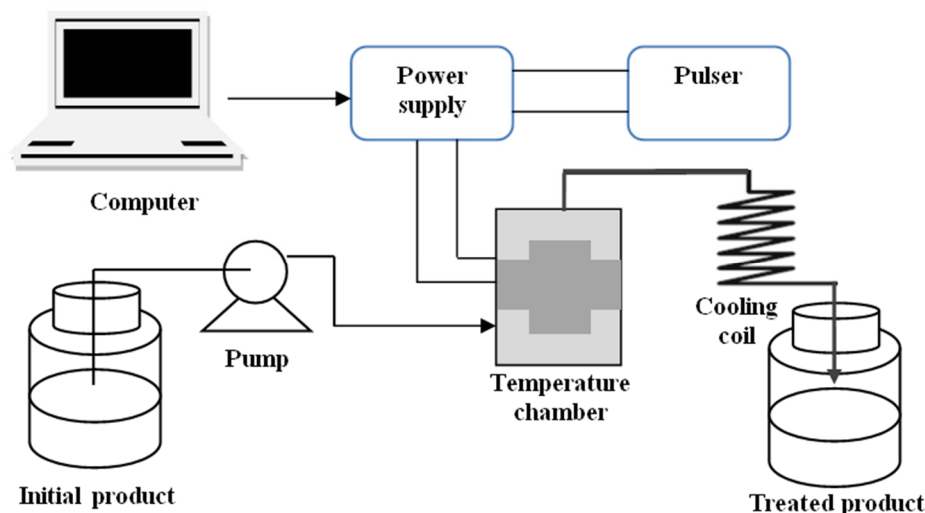 Power
supply
Pulser
Computer
Pump
Cooling
coil
Temperature
chamber
Initial product
Treated product